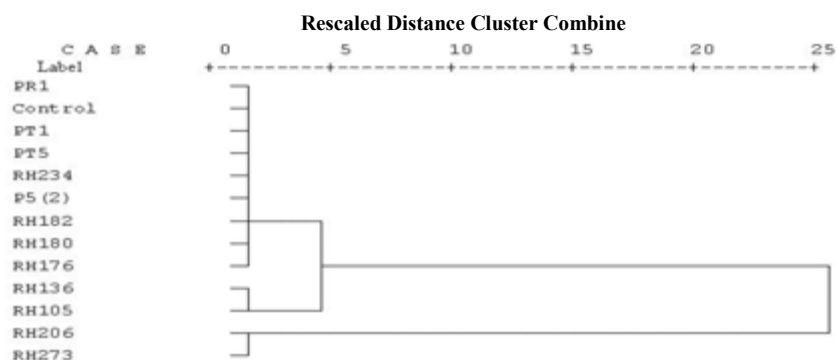 Rescaled Distance Cluster Combine
C A S E 0 5 10 15 20 25
Label +---------+---------+---------+---------+---------+
PR1
Control
PT1
PT5
RH234
P5(2)
RH182
RH180
RH176
RH136
RH105
RH206
RH273